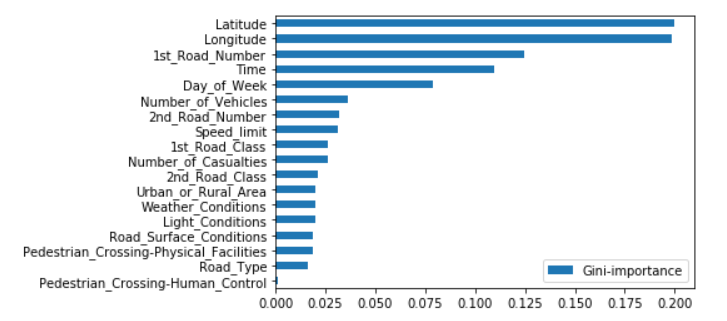 Latitude
Longitude
1st_Road_Number
Time
Day_of_Week
Number_of_Vehicles
2nd_Road_Number
Speed_limit
1st_Road_Class
Number_of_Casualties
2nd_Road_Class
Urban_or_Rural_Area
Weather_Conditions
Light_Conditions
Road_Surface_Conditions
Pedestrian_Crossing-Physical_Facilities
Road_Type
Gini-importance
Pedestrian_Crossing-Human_Control
0.000 0.025 0.050 0.075 0.100 0.125 0.150 0.175 0.200